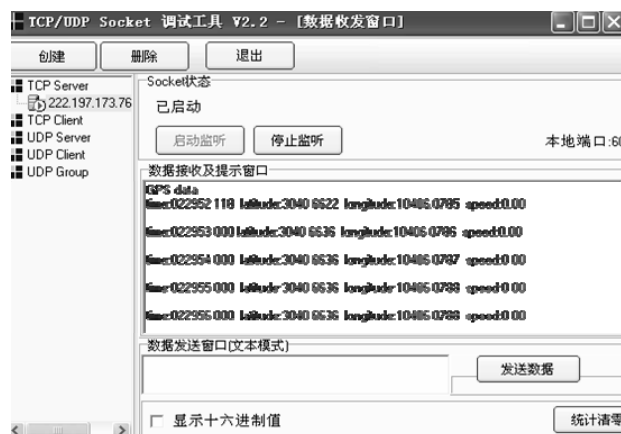 TCP/UDP Socket 调试工具 V2.2 - [数据收发窗口]
创建 删除 退出
TCP Server
222.197.173.76
TCP Client
UDP Server
UDP Client
UDP Group
Socket状态
已启动
启动监听 停止监听 本地端口:60
数据接收及提示窗口
GPS data
time:022952 118 latitude:3040 6622 longitude:10406.0785 speed:0.00
time:022953 000 latitude:3040 6636 longitude:10406.0786 speed:0.00
time:022954 000 latitude:3040 6636 longitude:10406.0787 speed:0 00
time:022955 000 latitude:3040 6636 longitude:10406.0788 speed:0 00
time:022956 000 latitude:3040 6636 longitude:10406.0788 speed:0 00
数据发送窗口(文本模式)
发送数据
显示十六进制值
统计清零